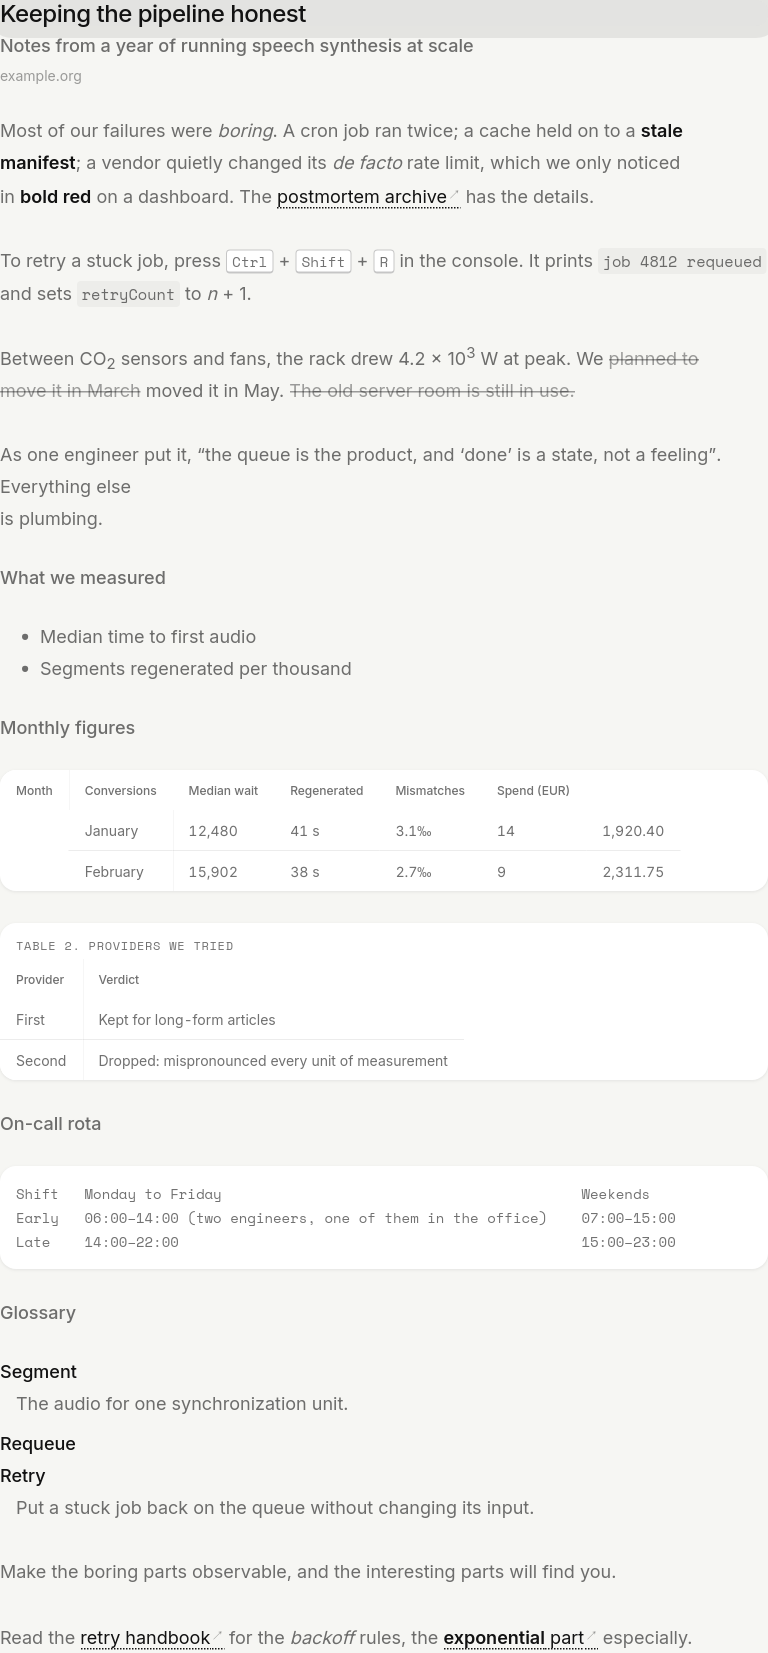 Keeping the pipeline honest
Notes from a year of running speech synthesis at scale
example.org
Most of our failures were boring. A cron job ran twice; a cache held on to a stale
manifest; a vendor quietly changed its de facto rate limit, which we only noticed
in bold red on a dashboard. The postmortem archive↗ has the details.
To retry a stuck job, press Ctrl + Shift + R in the console. It prints job 4812 requeued
and sets retryCount to n + 1.
Between CO₂ sensors and fans, the rack drew 4.2 × 10³ W at peak. We planned to
move it in March moved it in May. The old server room is still in use.
As one engineer put it, “the queue is the product, and ‘done’ is a state, not a feeling”.
Everything else
is plumbing.
What we measured
• Median time to first audio
• Segments regenerated per thousand
Monthly figures
Month Conversions Median wait Regenerated Mismatches Spend (EUR)
January 12,480 41 s 3.1‰ 14 1,920.40
February 15,902 38 s 2.7‰ 9 2,311.75
TABLE 2. PROVIDERS WE TRIED
Provider Verdict
First Kept for long-form articles
Second Dropped: mispronounced every unit of measurement
On-call rota
Shift Monday to Friday Weekends
Early 06:00–14:00 (two engineers, one of them in the office) 07:00–15:00
Late 14:00–22:00 15:00–23:00
Glossary
Segment
The audio for one synchronization unit.
Requeue
Retry
Put a stuck job back on the queue without changing its input.
Make the boring parts observable, and the interesting parts will find you.
Read the retry handbook↗ for the backoff rules, the exponential part↗ especially.